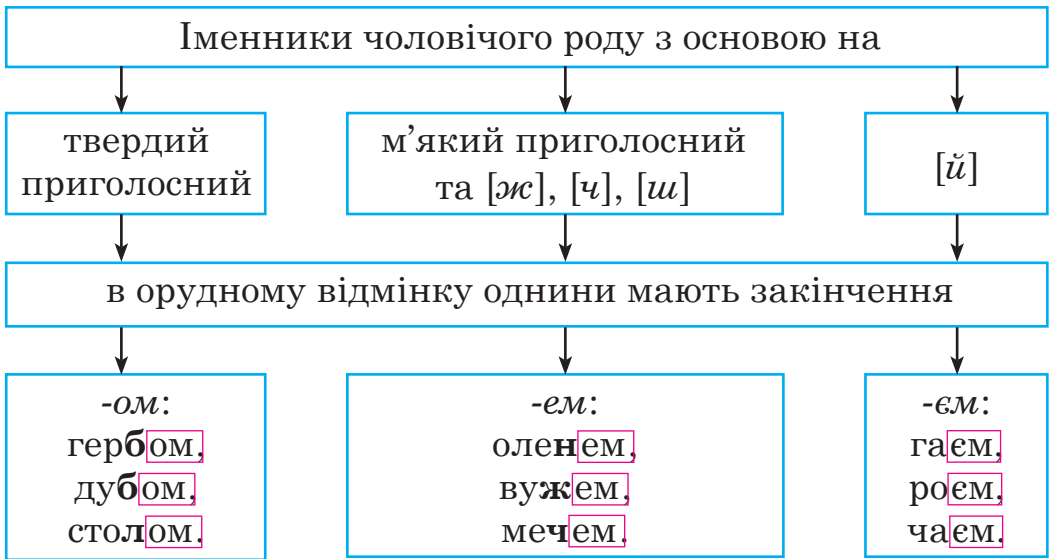 Іменники чоловічого роду з основою на
твердий
приголосний
м’який приголосний
та [ж], [ч], [ш]
[й]
в орудному відмінку однини мають закінчення
-ом:
гербом,
дубом,
столом.
-ем:
оленем,
вужем,
мечем.
-єм:
гаєм,
роєм,
чаєм.